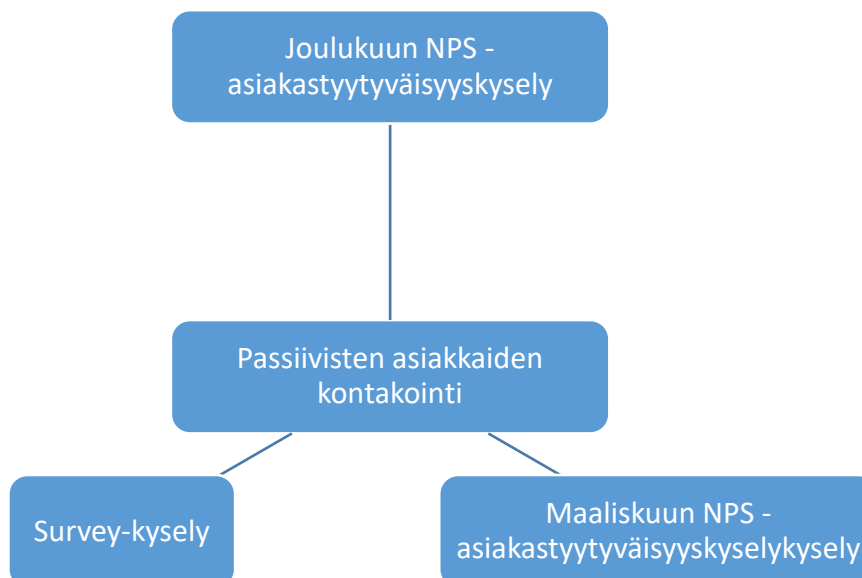 Joulukuun NPS -
asiakastyytyväisyyskysely
Passiivisten asiakkaiden
kontakointi
Survey-kysely
Maaliskuun NPS -
asiakastyytyväisyyskyselykysely